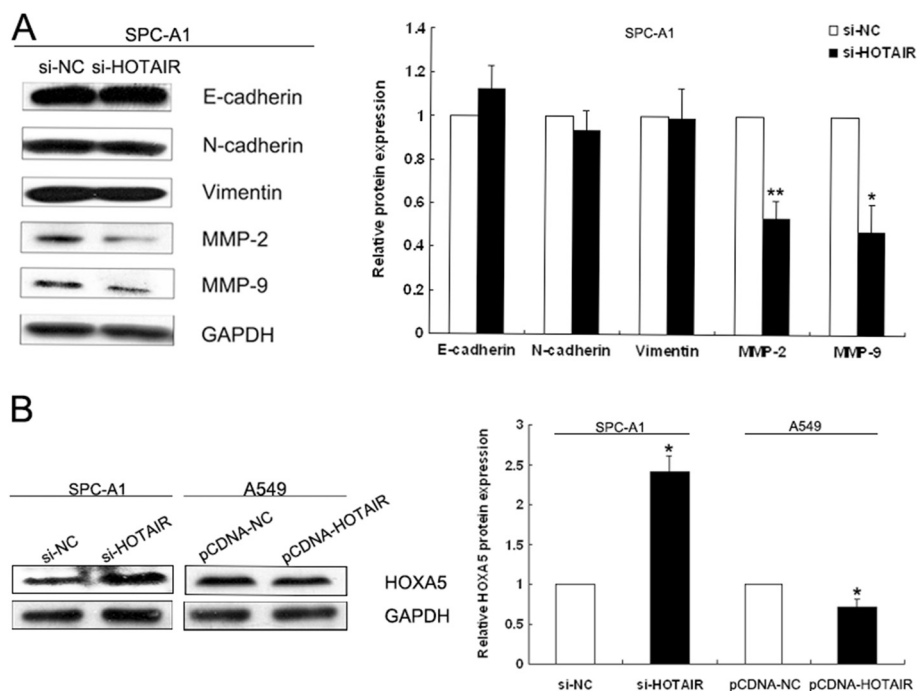 A
SPC-A1
si-NC si-HOTAIR
E-cadherin
N-cadherin
Vimentin
MMP-2
MMP-9
GAPDH
SPC-A1
si-NC
si-HOTAIR
Relative protein expression
1.4
1.2
1
0.8
0.6
0.4
0.2
0
**
*
E-cadherin N-cadherin Vimentin MMP-2 MMP-9
B
SPC-A1 A549
si-NC si-HOTAIR pCDNA-NC pCDNA-HOTAIR
HOXA5
GAPDH
SPC-A1 A549
Relative HOXA5 protein expression
3
2.5
2
1.5
1
0.5
0
*
*
si-NC si-HOTAIR pCDNA-NC pCDNA-HOTAIR